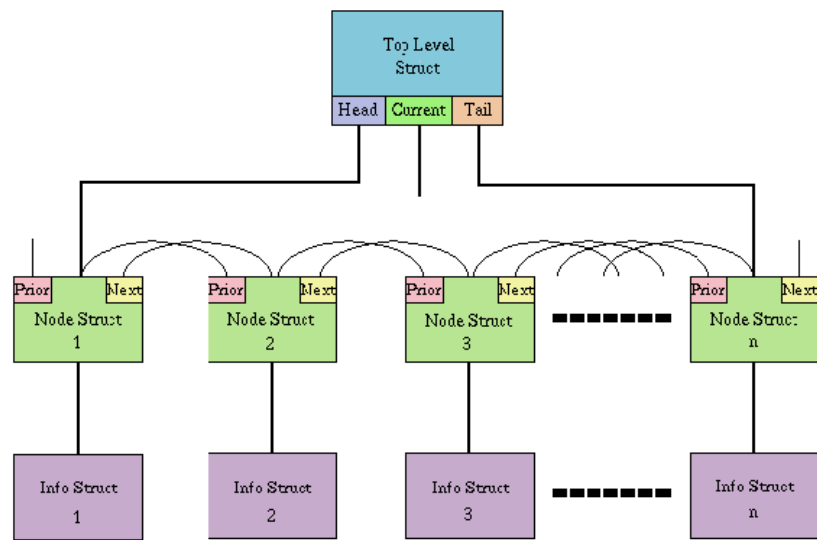 Top Level
Struct
Head Current Tail
Prior Next Prior Next Prior Next Prior Next
Node Struct Node Struct Node Struct Node Struct
1 2 3 n
Info Struct Info Struct Info Struct Info Struct
1 2 3 n